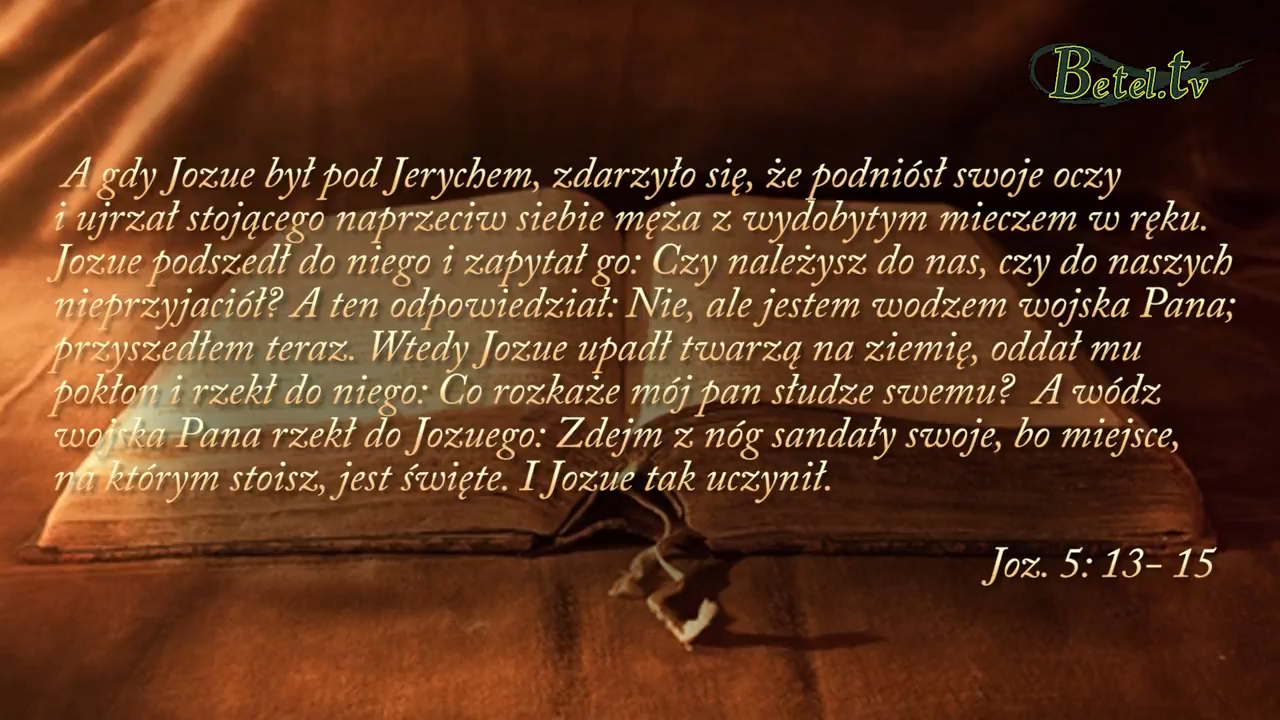 Betel.tv
A gdy Jozue był pod Jerychem, zdarzyło się, że podniósł swoje oczy
i ujrzał stojącego naprzeciw siebie męża z wydobytym mieczem w ręku.
Jozue podszedł do niego i zapytał go: Czy należysz do nas, czy do naszych
nieprzyjaciół? A ten odpowiedział: Nie, ale jestem wodzem wojska Pana;
przyszedłem teraz. Wtedy Jozue upadł twarzą na ziemię, oddał mu
pokłon i rzekł do niego: Co rozkaże mój pan słudze swemu? A wódz
wojska Pana rzekł do Jozuego: Zdejm z nóg sandały swoje, bo miejsce,
na którym stoisz, jest święte. I Jozue tak uczynił.
Joz. 5: 13- 15